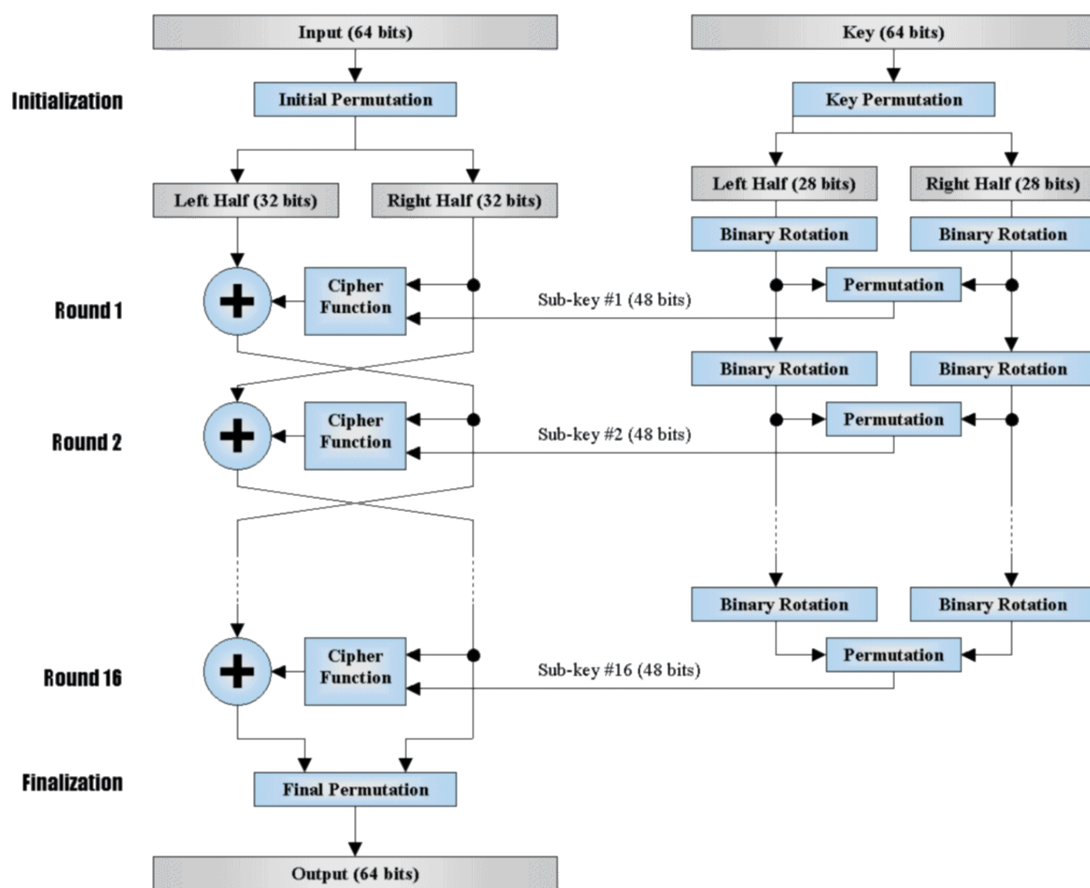 Input (64 bits)
Key (64 bits)
Initialization
Initial Permutation
Key Permutation
Left Half (32 bits)
Right Half (32 bits)
Left Half (28 bits)
Right Half (28 bits)
Binary Rotation
Binary Rotation
Round 1
Cipher
Function
Sub-key #1 (48 bits)
Permutation
Binary Rotation
Binary Rotation
Round 2
Cipher
Function
Sub-key #2 (48 bits)
Permutation
Binary Rotation
Binary Rotation
Round 16
Cipher
Function
Sub-key #16 (48 bits)
Permutation
Finalization
Final Permutation
Output (64 bits)